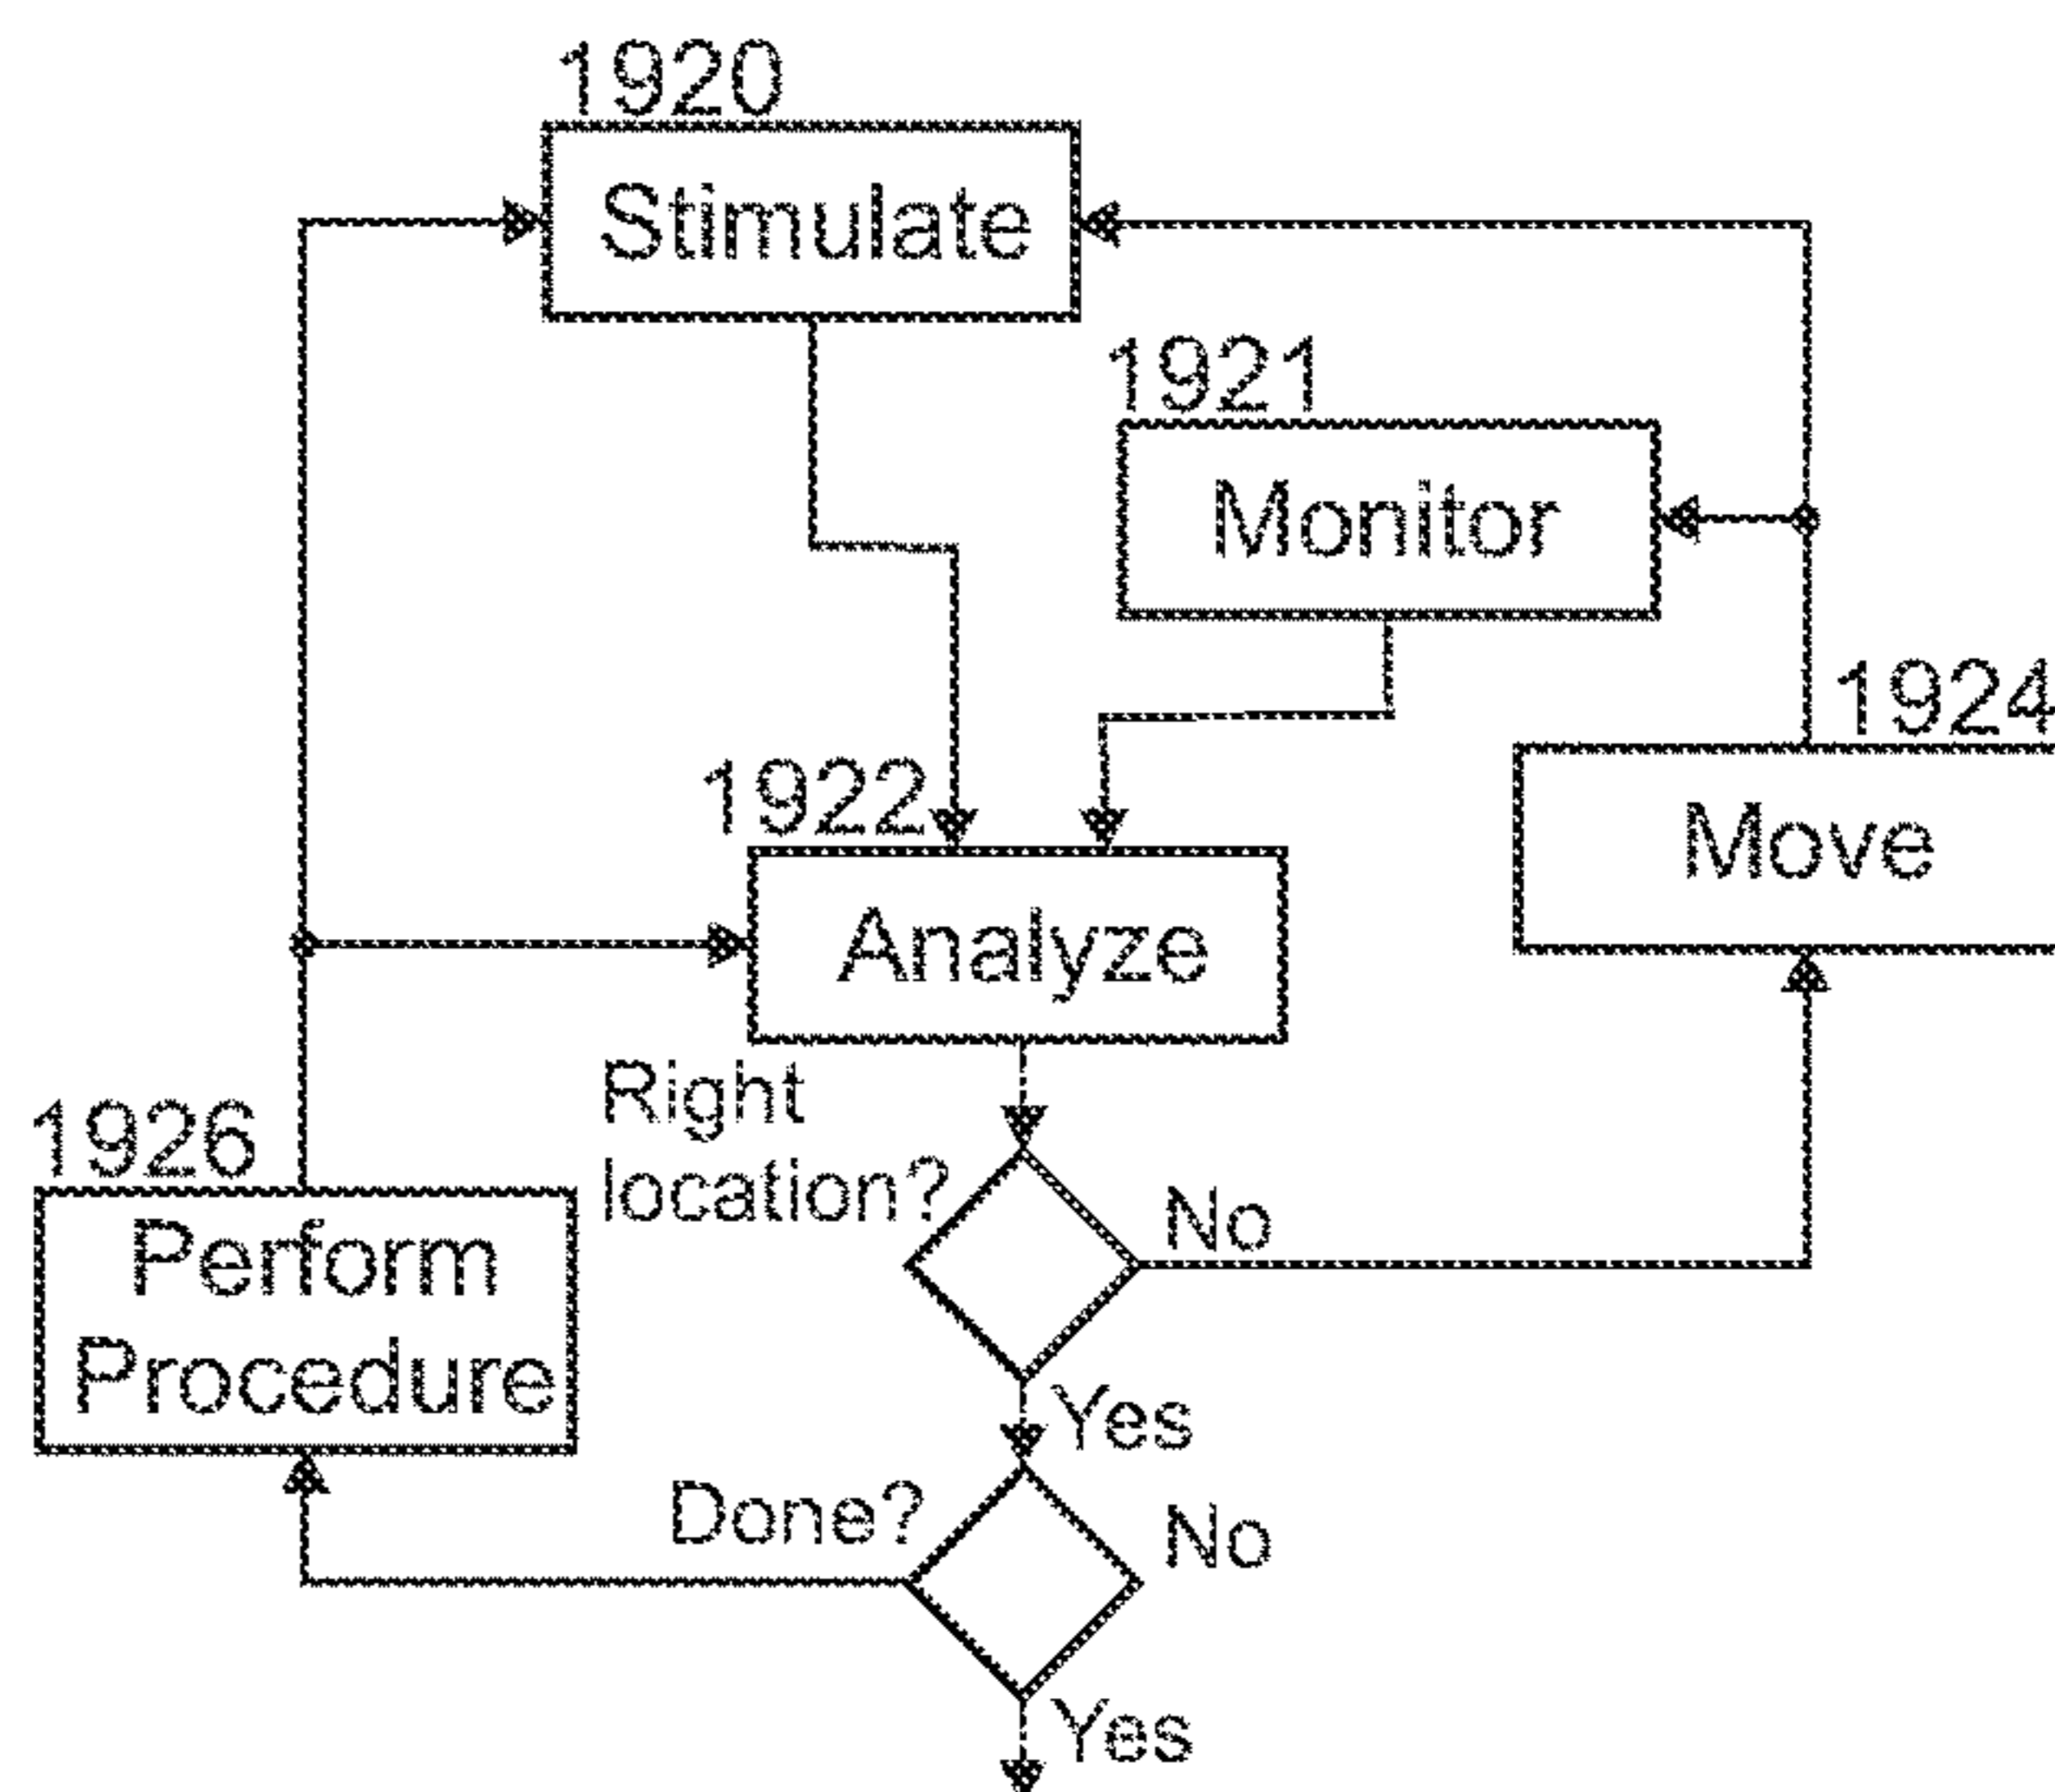 1920
Stimulate
1921
Monitor
1924
Move
1922
Analyze
Right
location?
No
1926
Perform
Procedure
Yes
Done?
No
Yes